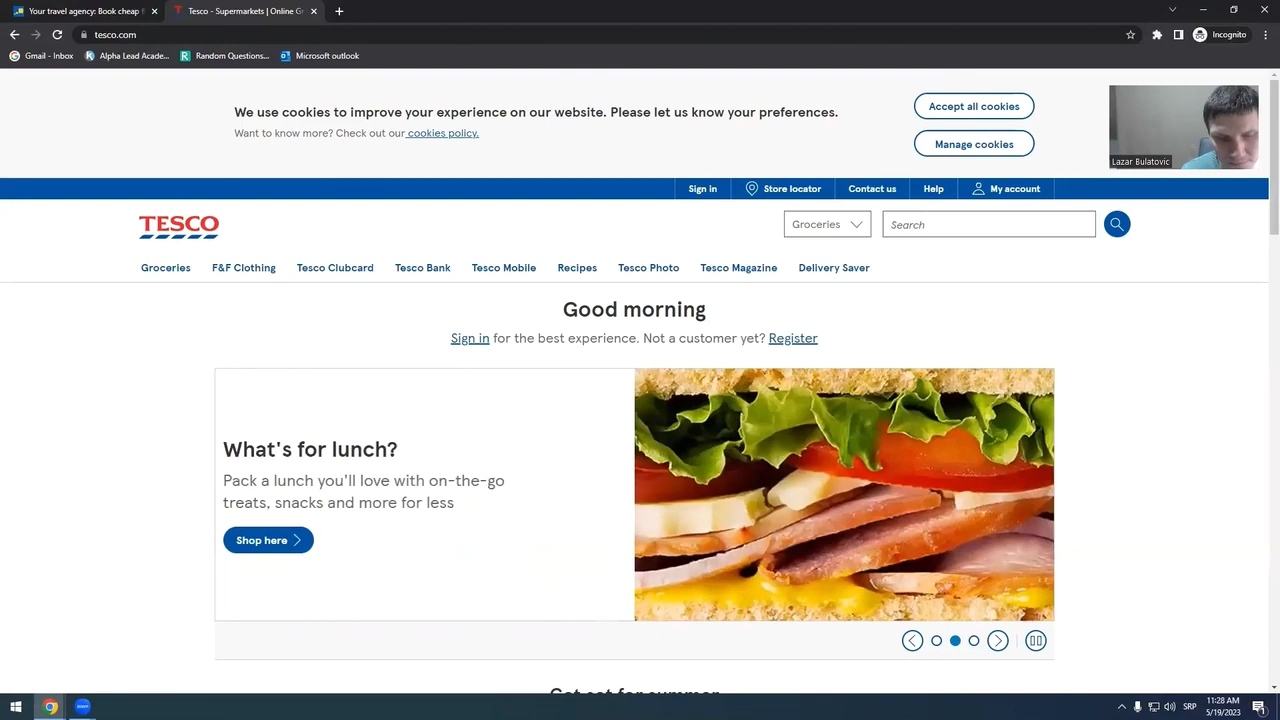 Your travel agency: Book cheap f
Tesco - Supermarkets | Online Gr
tesco.com
Incognito
Gmail - Inbox
Alpha Lead Acade...
Random Questions...
Microsoft outlook
We use cookies to improve your experience on our website. Please let us know your preferences.
Want to know more? Check out our cookies policy.
Accept all cookies
Manage cookies
Lazar Bulatovic
Sign in
Store locator
Contact us
Help
My account
TESCO
Groceries
Search
Groceries
F&F Clothing
Tesco Clubcard
Tesco Bank
Tesco Mobile
Recipes
Tesco Photo
Tesco Magazine
Delivery Saver
Good morning
Sign in for the best experience. Not a customer yet? Register
What's for lunch?
Pack a lunch you'll love with on-the-go
treats, snacks and more for less
Shop here
Get set for summer
SRP
11:28 AM
5/19/2023